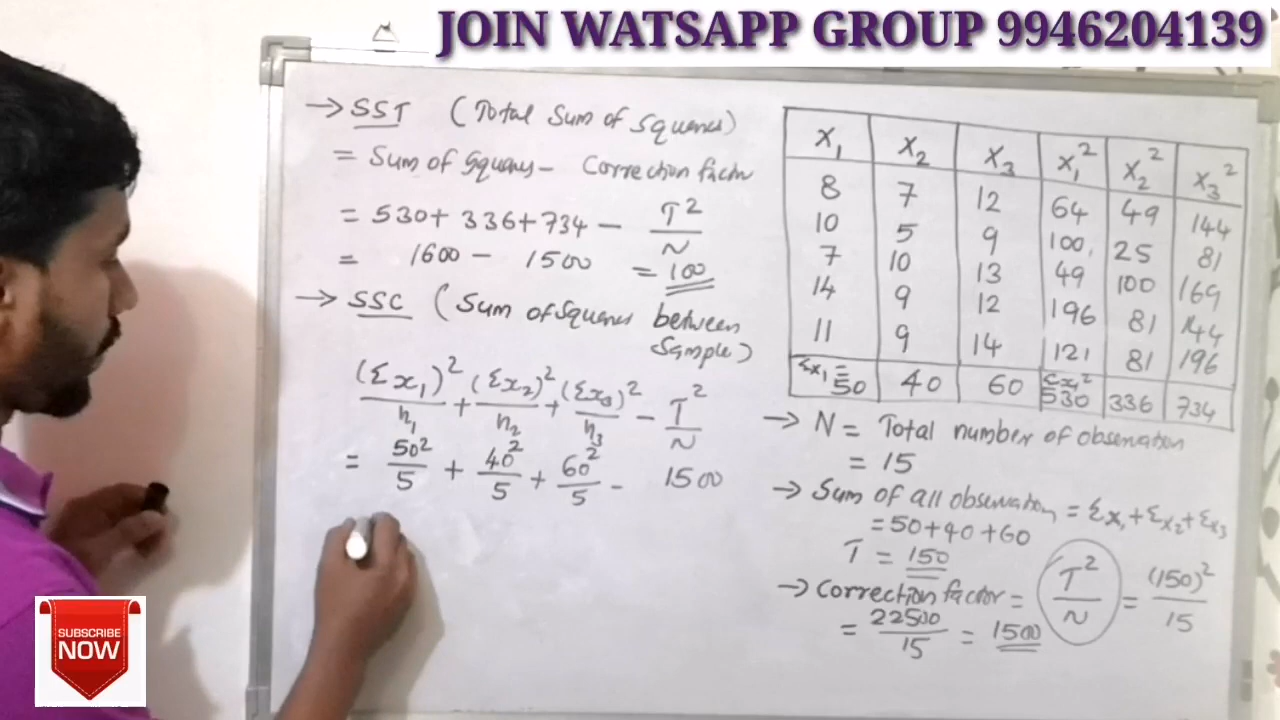 JOIN WATSAPP GROUP 9946204139
→ SST (Total Sum of Squares)
= Sum of Squares - Correction factor
= 530 + 336 + 734 - T²/N
= 1600 - 1500 = 100
→ SSC (Sum of Squares between Sample)
(Σx₁)²/n₁ + (Σx₂)²/n₂ + (Σx₃)²/n₃ - T²/N
= 50²/5 + 40²/5 + 60²/5 - 1500
X₁ X₂ X₃ X₁² X₂² X₃²
8 7 12 64 49 144
10 5 9 100 25 81
7 10 13 49 100 169
14 9 12 196 81 144
11 9 14 121 81 196
Σx₁ = 50 40 60 Σx₁² 530 336 734
→ N = Total number of observation
= 15
→ Sum of all observation = Σx₁ + Σx₂ + Σx₃
= 50 + 40 + 60
T = 150
→ Correction factor = T²/N = (150)²/15
= 22500/15 = 1500
SUBSCRIBE
NOW